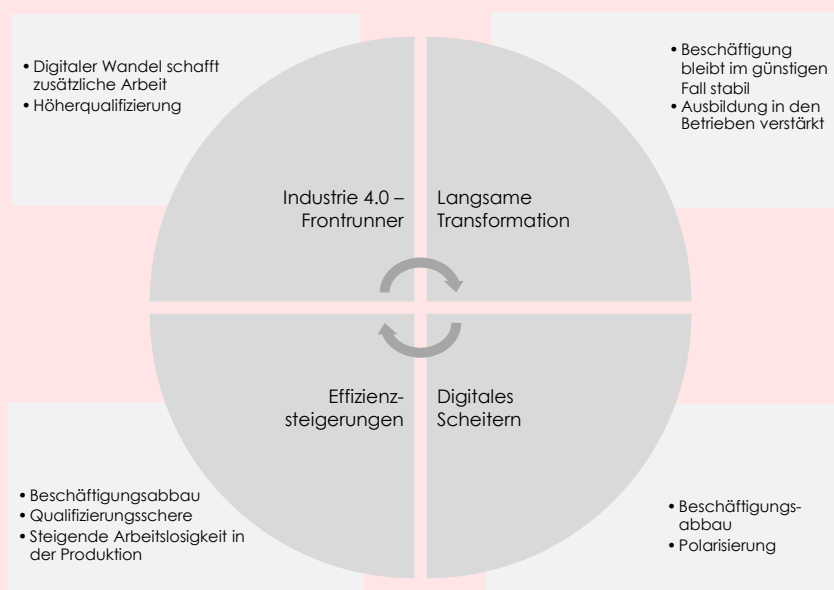 • Digitaler Wandel schafft
zusätzliche Arbeit
• Höherqualifizierung
• Beschäftigung
bleibt im günstigen
Fall stabil
• Ausbildung in den
Betrieben verstärkt
Industrie 4.0 –
Frontrunner
Langsame
Transformation
Effizienz-
steigerungen
Digitales
Scheitern
• Beschäftigungsabbau
• Qualifizierungsschere
• Steigende Arbeitslosigkeit in
der Produktion
• Beschäftigungs-
abbau
• Polarisierung